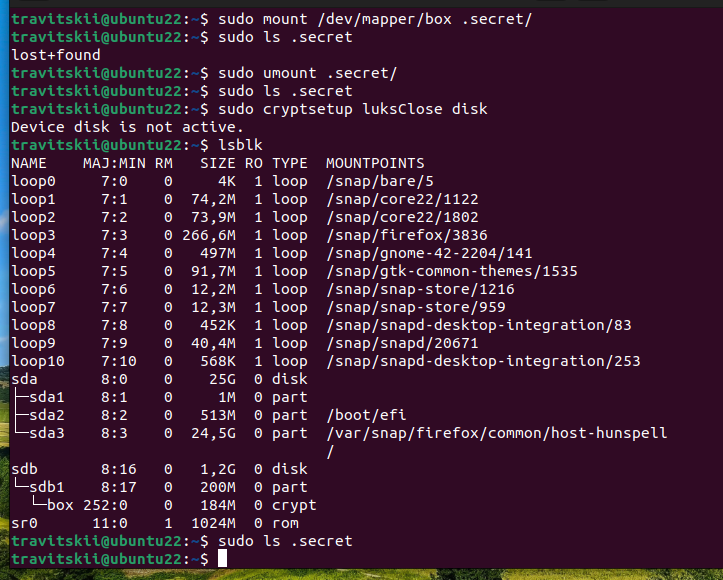 travitskii@ubuntu22:~$ sudo mount /dev/mapper/box .secret/
travitskii@ubuntu22:~$ sudo ls .secret
lost+found
travitskii@ubuntu22:~$ sudo umount .secret/
travitskii@ubuntu22:~$ sudo ls .secret
travitskii@ubuntu22:~$ sudo cryptsetup luksClose disk
Device disk is not active.
travitskii@ubuntu22:~$ lsblk
NAME    MAJ:MIN RM   SIZE RO TYPE  MOUNTPOINTS
loop0     7:0    0     4K  1 loop  /snap/bare/5
loop1     7:1    0  74,2M  1 loop  /snap/core22/1122
loop2     7:2    0  73,9M  1 loop  /snap/core22/1802
loop3     7:3    0 266,6M  1 loop  /snap/firefox/3836
loop4     7:4    0   497M  1 loop  /snap/gnome-42-2204/141
loop5     7:5    0  91,7M  1 loop  /snap/gtk-common-themes/1535
loop6     7:6    0  12,2M  1 loop  /snap/snap-store/1216
loop7     7:7    0  12,3M  1 loop  /snap/snap-store/959
loop8     7:8    0   452K  1 loop  /snap/snapd-desktop-integration/83
loop9     7:9    0  40,4M  1 loop  /snap/snapd/20671
loop10    7:10   0   568K  1 loop  /snap/snapd-desktop-integration/253
sda       8:0    0    25G  0 disk
├─sda1    8:1    0     1M  0 part
├─sda2    8:2    0   513M  0 part  /boot/efi
└─sda3    8:3    0  24,5G  0 part  /var/snap/firefox/common/host-hunspell
                                   /
sdb       8:16   0   1,2G  0 disk
└─sdb1    8:17   0   200M  0 part
  └─box 252:0    0   184M  0 crypt
sr0      11:0    1  1024M  0 rom
travitskii@ubuntu22:~$ sudo ls .secret
travitskii@ubuntu22:~$